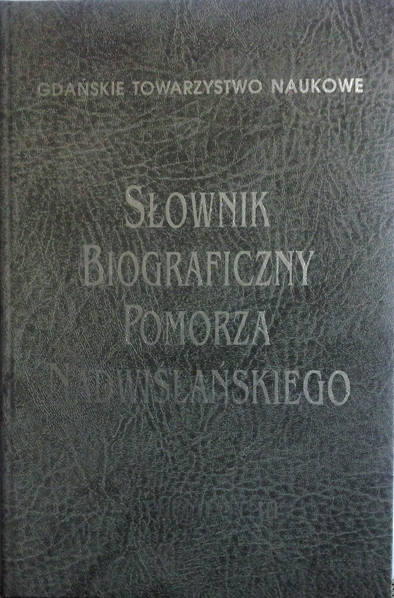 GDAŃSKIE TOWARZYSTWO NAUKOWE
SŁOWNIK
BIOGRAFICZNY
POMORZA
NADWIŚLAŃSKIEGO